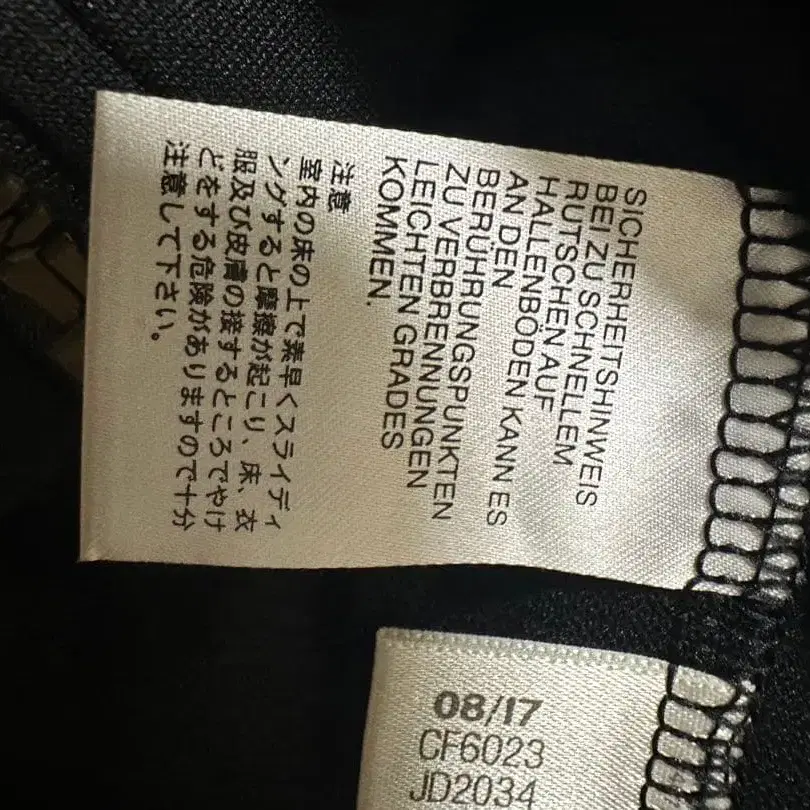 SICHERHEITSHINWEIS
BEI ZU SCHNELLEM
RUTSCHEN AUF
HALLENBÖDEN KANN ES
AN DEN
BERÜHRUNGSPUNKTEN
ZU VERBRENNUNGEN
LEICHTEN GRADES
KOMMEN.
注意
室内の床の上で素早くスライディ
ングすると摩擦が起こり、床、衣
服及び皮膚の接するところでやけ
どをする危険がありますので十分
注意して下さい。
08/17
CF6023
JD2034